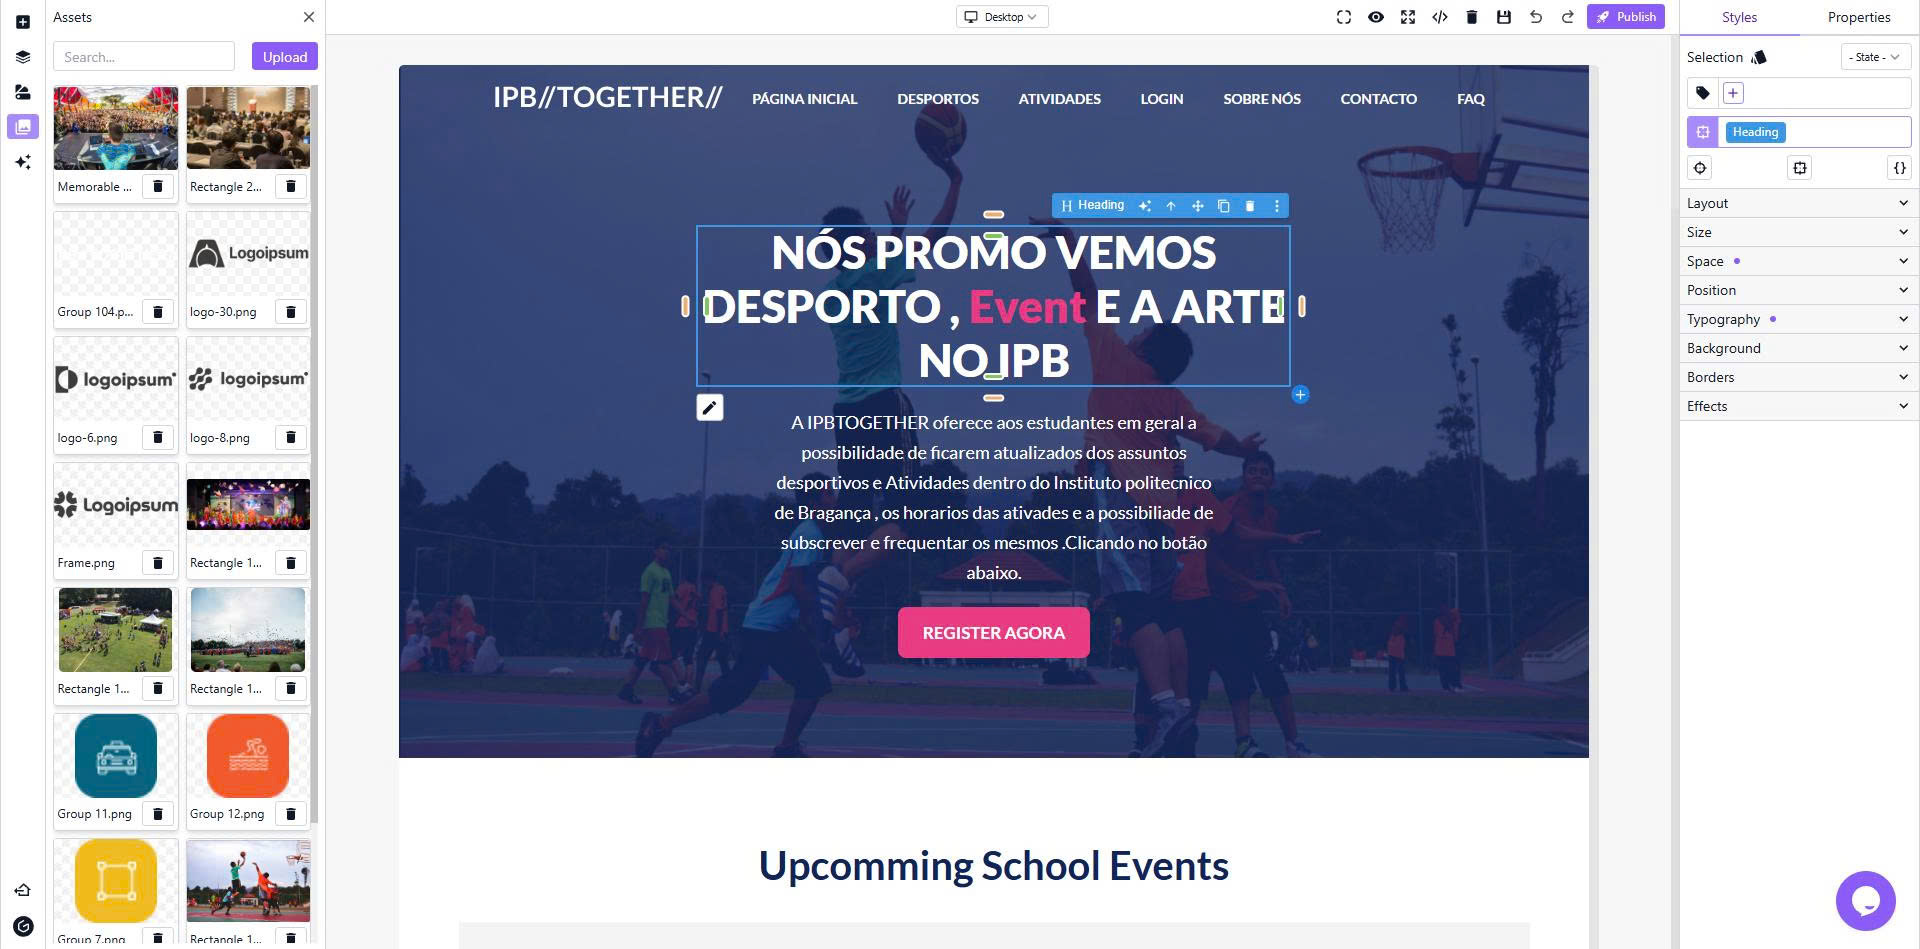 Assets
Search...
Upload
Memorable ...
Rectangle 2...
Group 104.p...
Logoipsum
logo-30.png
logoipsum
logo-6.png
logoipsum
logo-8.png
Logoipsum
Frame.png
Rectangle 1...
Rectangle 1...
Rectangle 1...
Group 11.png
Group 12.png
Group 7.png
Rectangle 1...
Desktop
Publish
IPB//TOGETHER//
PÁGINA INICIAL
DESPORTOS
ATIVIDADES
LOGIN
SOBRE NÓS
CONTACTO
FAQ
H Heading
NÓS PROMO VEMOS
DESPORTO , Event E A ARTE
NO IPB
A IPBTOGETHER oferece aos estudantes em geral a
possibilidade de ficarem atualizados dos assuntos
desportivos e Atividades dentro do Instituto politecnico
de Bragança , os horarios das ativades e a possibiliade de
subscrever e frequentar os mesmos .Clicando no botão
abaixo.
REGISTER AGORA
Upcomming School Events
Styles
Properties
Selection
- State -
Heading
Layout
Size
Space
Position
Typography
Background
Borders
Effects